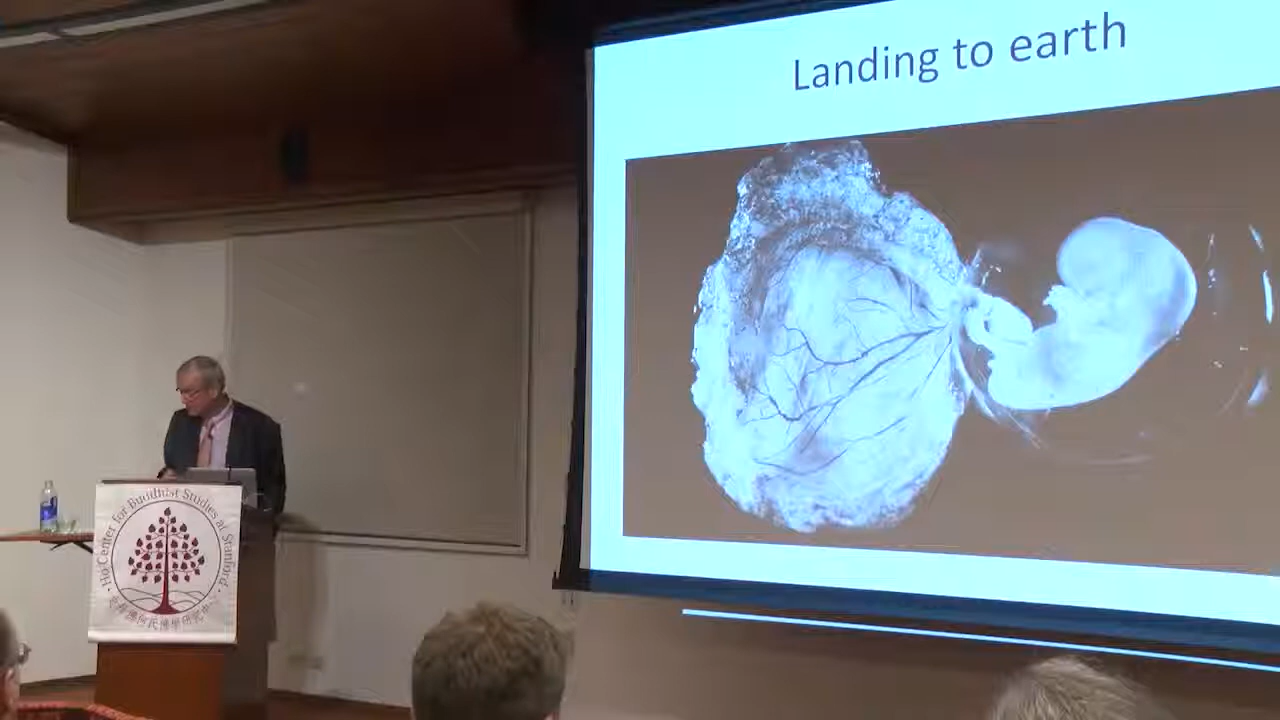 Landing to earth
Ho Center for Buddhist Studies at Stanford